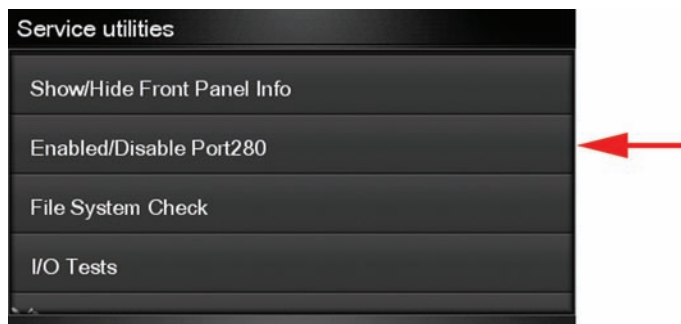 Service utilities
Show/Hide Front Panel Info
Enabled/Disable Port280
File System Check
I/O Tests